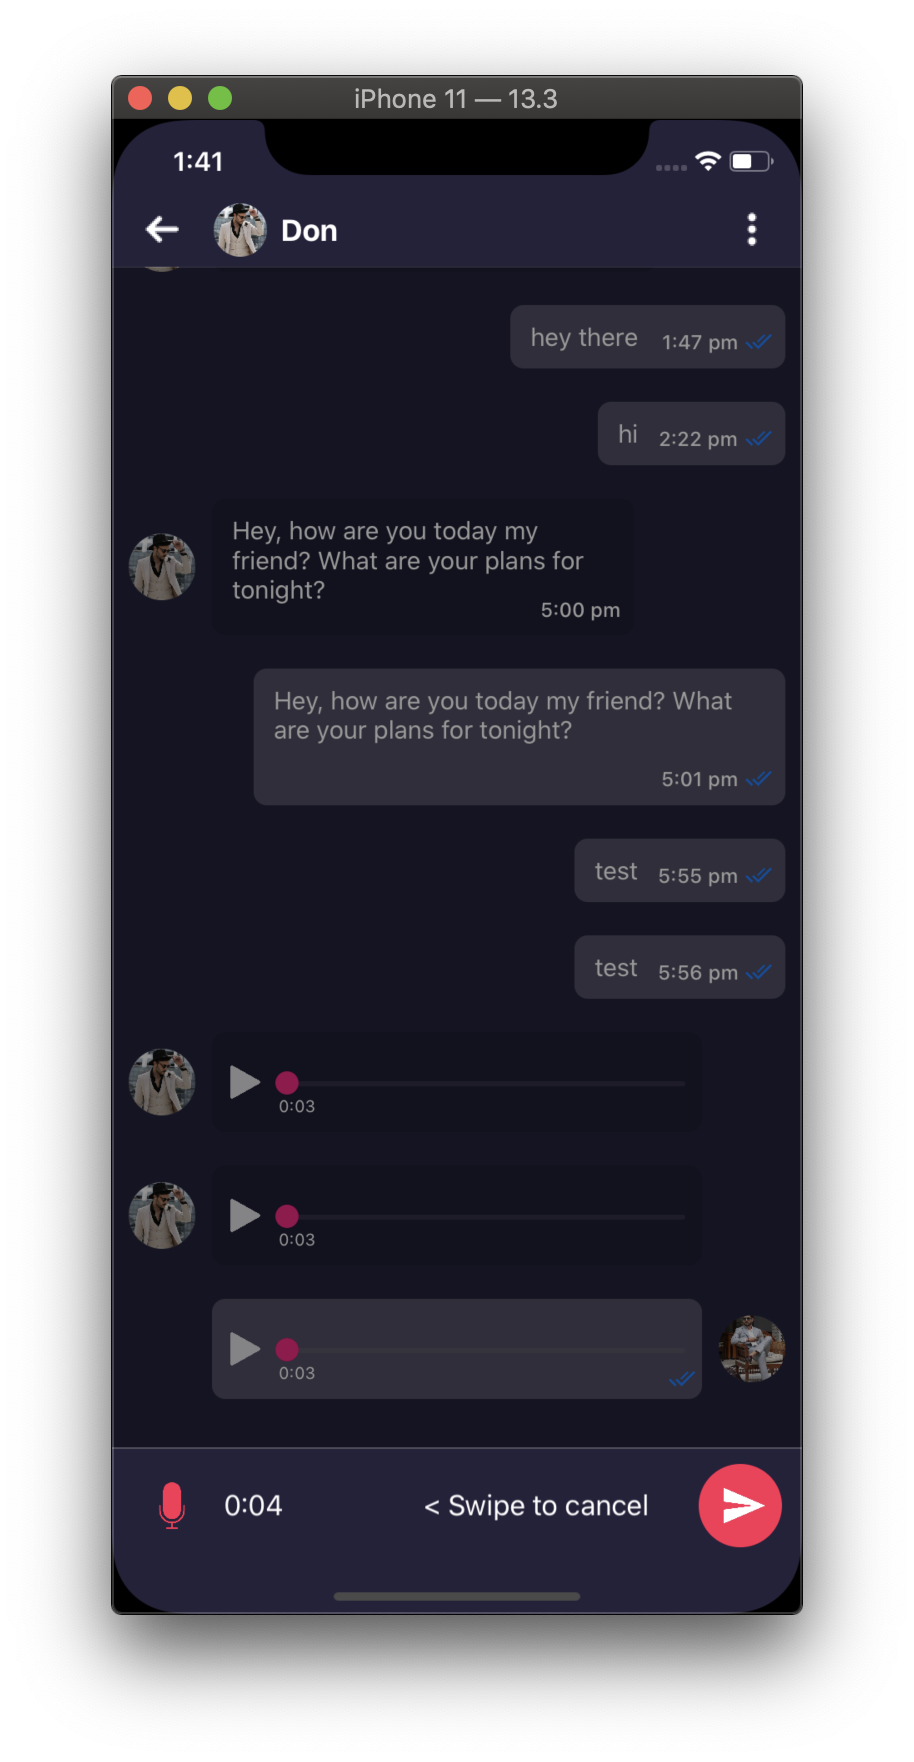 iPhone 11 — 13.3
1:41
Don
hey there 1:47 pm
hi 2:22 pm
Hey, how are you today my
friend? What are your plans for
tonight?
5:00 pm
Hey, how are you today my friend? What
are your plans for tonight?
5:01 pm
test 5:55 pm
test 5:56 pm
0:03
0:03
0:03
0:04 < Swipe to cancel